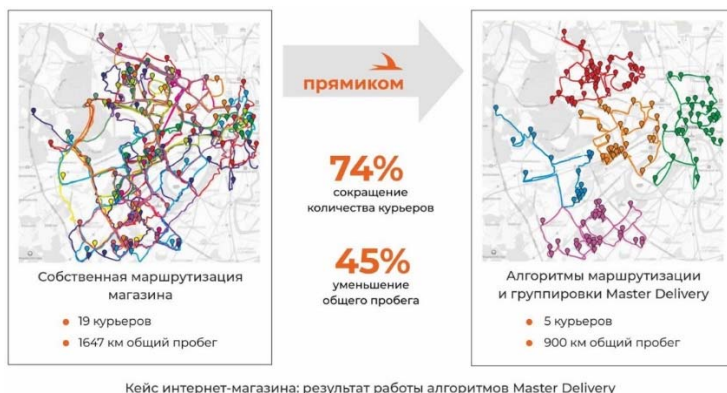 прямиком
74%
сокращение
количества курьеров
45%
уменьшение
общего пробега
Собственная маршрутизация
магазина
19 курьеров
1647 км общий пробег
Алгоритмы маршрутизации
и группировки Master Delivery
5 курьеров
900 км общий пробег
Кейс интернет-магазина: результат работы алгоритмов Master Delivery